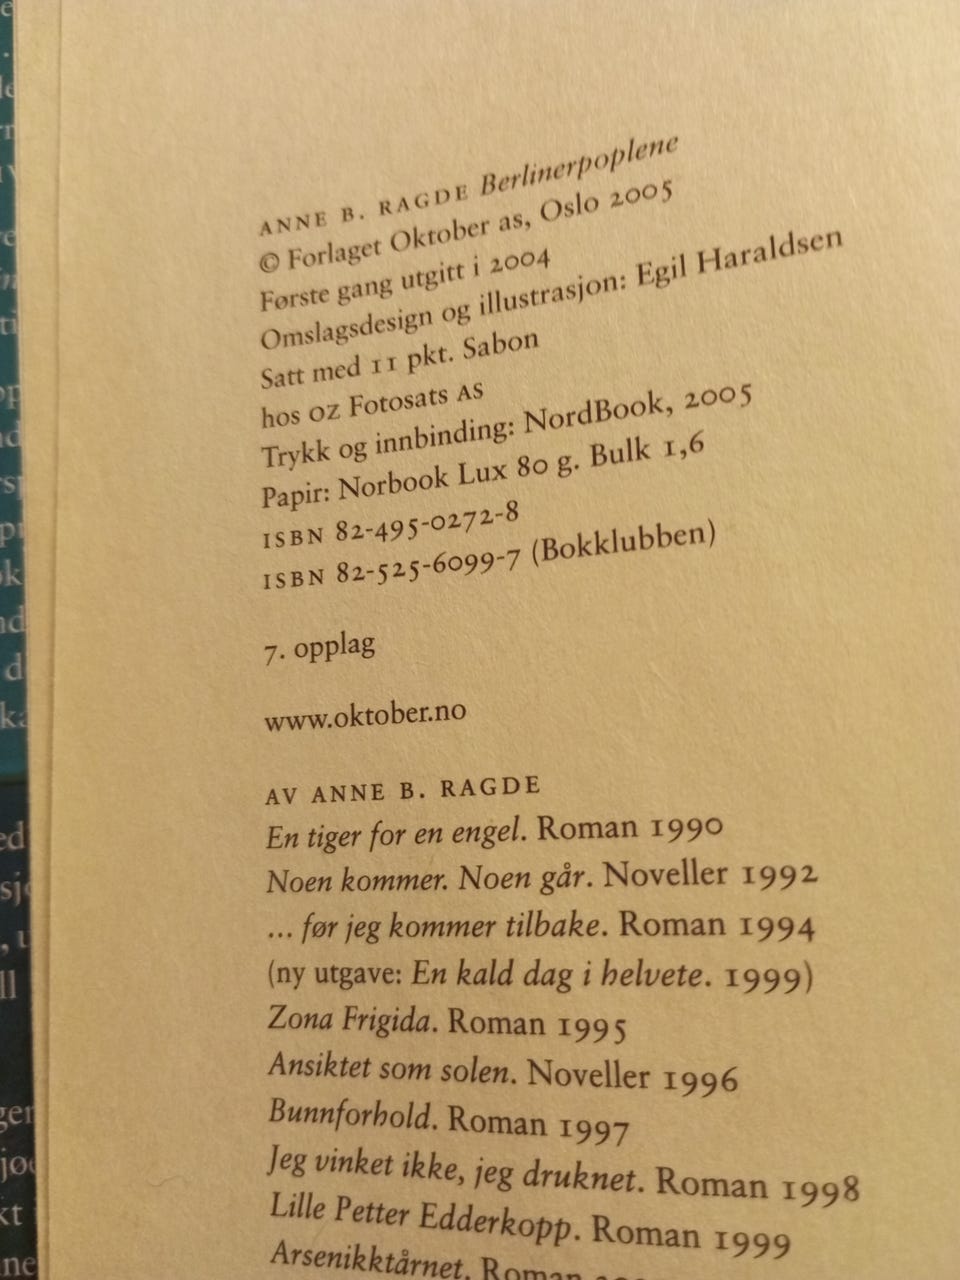 ANNE B. RAGDE Berlinerpoplene
© Forlaget Oktober as, Oslo 2005
Første gang utgitt i 2004
Omslagsdesign og illustrasjon: Egil Haraldsen
Satt med 11 pkt. Sabon
hos OZ Fotosats AS
Trykk og innbinding: NordBook, 2005
Papir: Norbook Lux 80 g. Bulk 1,6
ISBN 82-495-0272-8
ISBN 82-525-6099-7 (Bokklubben)
7. opplag
www.oktober.no
AV ANNE B. RAGDE
En tiger for en engel. Roman 1990
Noen kommer. Noen går. Noveller 1992
... før jeg kommer tilbake. Roman 1994
(ny utgave: En kald dag i helvete. 1999)
Zona Frigida. Roman 1995
Ansiktet som solen. Noveller 1996
Bunnforhold. Roman 1997
Jeg vinket ikke, jeg druknet. Roman 1998
Lille Petter Edderkopp. Roman 1999
Arsenikktårnet. Roman